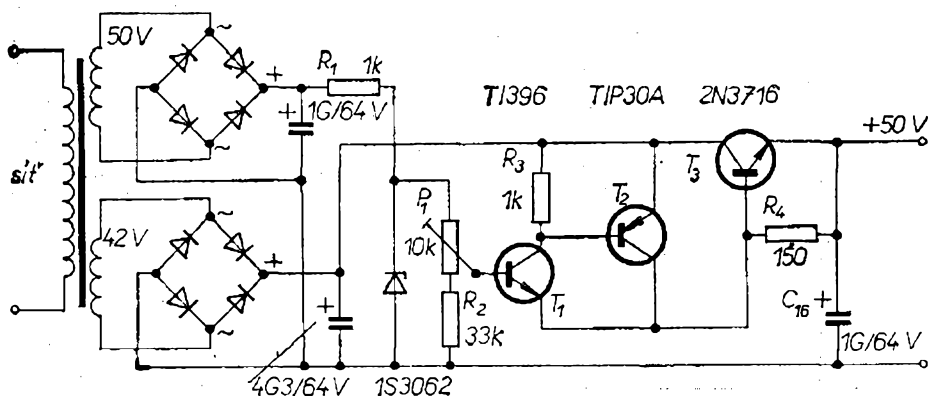 50V
R1 1k
+
+
1G/64V
TI396 TIP30A 2N3716
+50V
síť
~
~
R3
1k
T3
P1
10k
T2
R4
150
42V
~
~
+
+
T1
R2
33k
C16 +
4G3/64V
1S3062
1G/64V